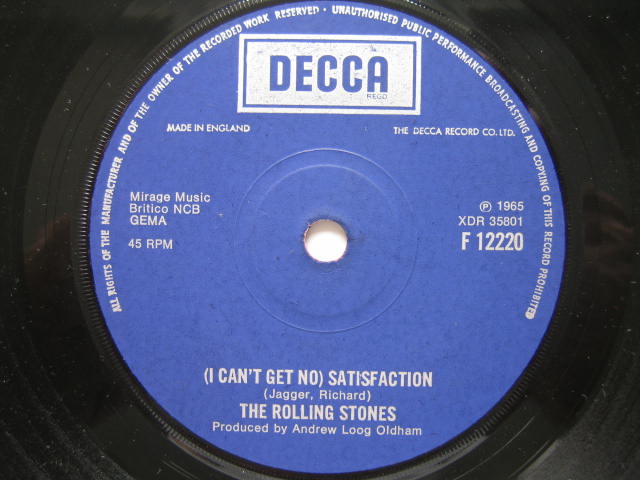 ALL RIGHTS OF THE MANUFACTURER AND OF THE OWNER OF THE RECORDED WORK RESERVED · UNAUTHORISED PUBLIC PERFORMANCE BROADCASTING AND COPYING OF THIS RECORD PROHIBITED
DECCA
REGD
MADE IN ENGLAND
THE DECCA RECORD CO. LTD.
Mirage Music
Britico NCB
GEMA
45 RPM
℗ 1965
XDR 35801
F 12220
(I CAN'T GET NO) SATISFACTION
(Jagger, Richard)
THE ROLLING STONES
Produced by Andrew Loog Oldham